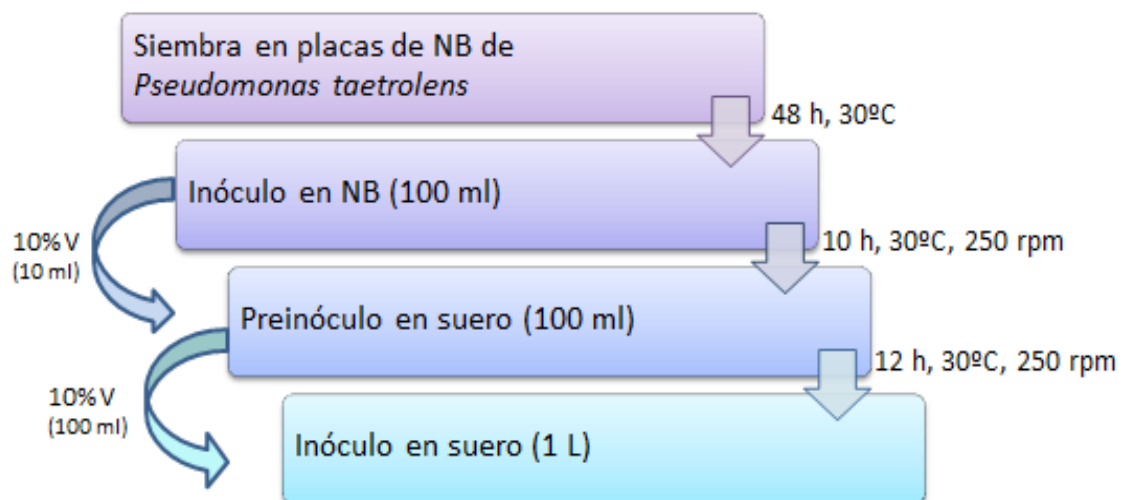 Siembra en placas de NB de
Pseudomonas taetrolens
48 h, 30ºC
Inóculo en NB (100 ml)
10% V
(10 ml)
10 h, 30ºC, 250 rpm
Preinóculo en suero (100 ml)
12 h, 30ºC, 250 rpm
10% V
(100 ml)
Inóculo en suero (1 L)